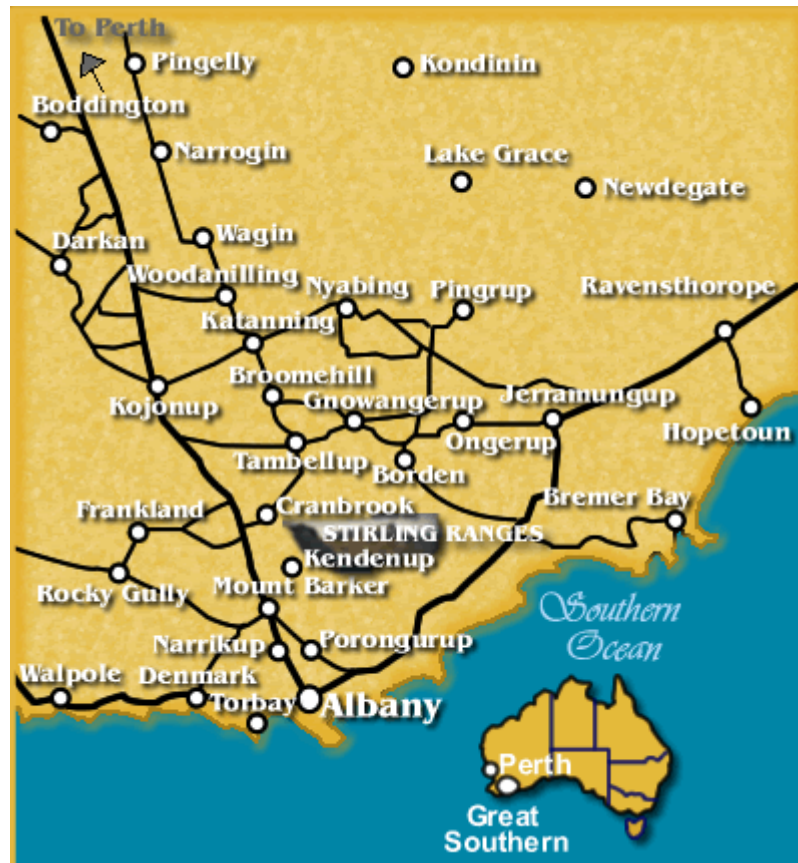 To Perth
Pingelly
Kondinin
Boddington
Narrogin
Lake Grace
Newdegate
Wagin
Darkan
Woodanilling
Nyabing
Pingrup
Ravensthorope
Katanning
Broomehill
Gnowangerup
Jerramungup
Kojonup
Hopetoun
Ongerup
Tambellup
Borden
Cranbrook
Bremer Bay
Frankland
STIRLING RANGES
Kendenup
Rocky Gully
Mount Barker
Southern
Ocean
Narrikup
Porongurup
Walpole
Denmark
Torbay
Albany
Perth
Great
Southern